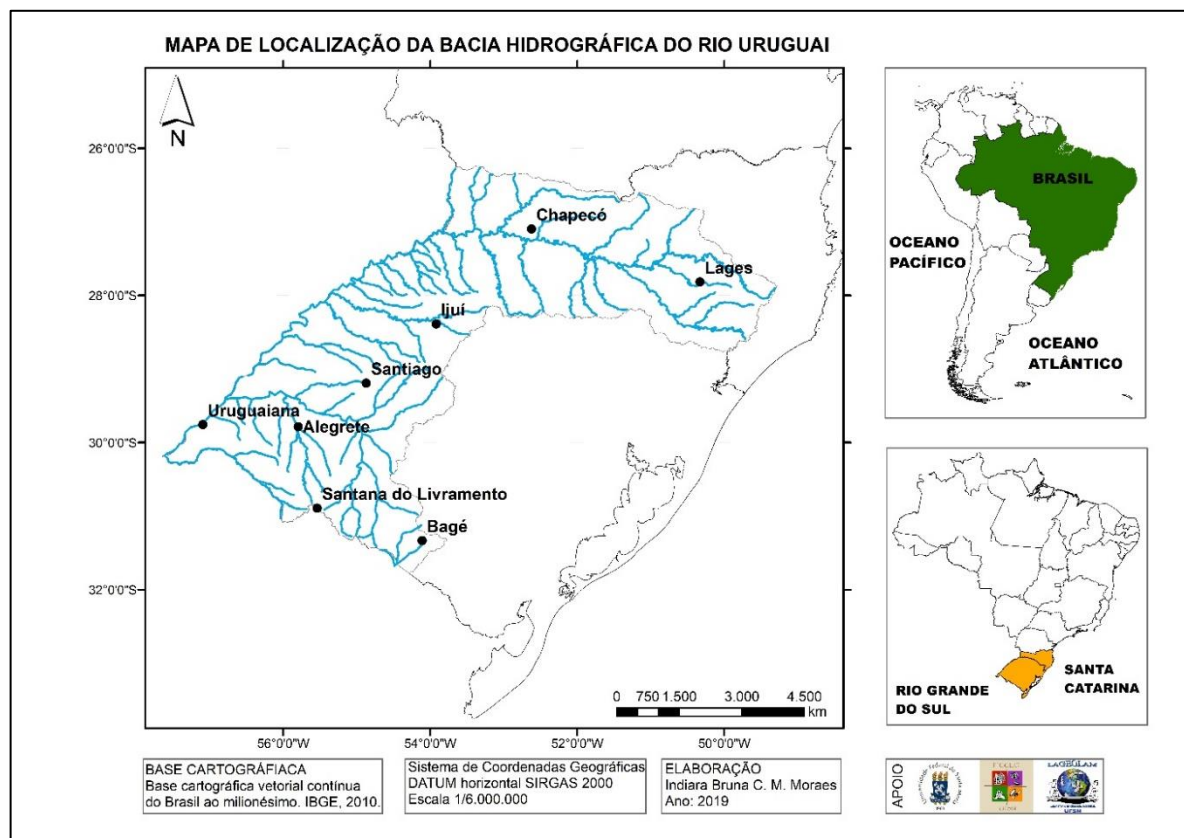 MAPA DE LOCALIZAÇÃO DA BACIA HIDROGRÁFICA DO RIO URUGUAI
N
26°0'0"S
28°0'0"S
30°0'0"S
32°0'0"S
Chapecó
Lages
Ijuí
Santiago
Uruguaiana
Alegrete
Santana do Livramento
Bagé
0 750 1.500 3.000 4.500
km
56°0'0"W 54°0'0"W 52°0'0"W 50°0'0"W
BRASIL
OCEANO
PACÍFICO
OCEANO
ATLÂNTICO
RIO GRANDE
DO SUL
SANTA
CATARINA
BASE CARTOGRÁFIACA
Base cartográfica vetorial contínua
do Brasil ao milionésimo. IBGE, 2010.
Sistema de Coordenadas Geográficas
DATUM horizontal SIRGAS 2000
Escala 1/6.000.000
ELABORAÇÃO
Indiara Bruna C. M. Moraes
Ano: 2019
APOIO
LAGEOLAM